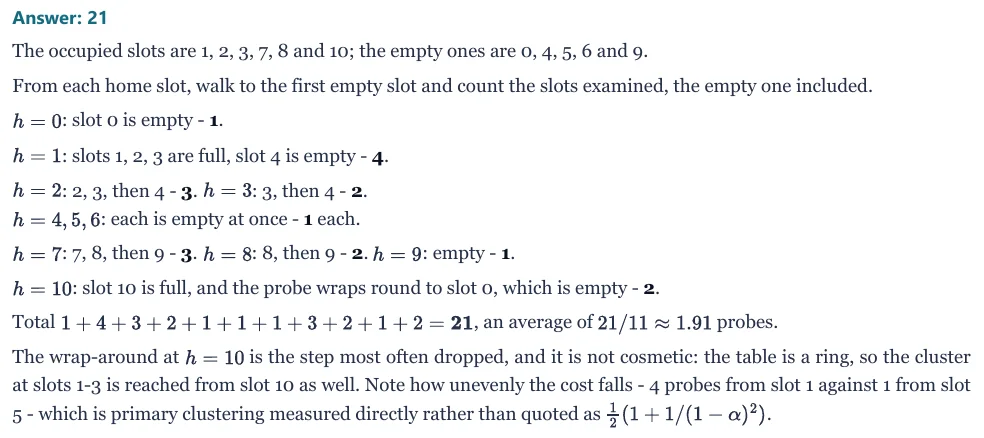 Answer: 21
The occupied slots are 1, 2, 3, 7, 8 and 10; the empty ones are 0, 4, 5, 6 and 9.
From each home slot, walk to the first empty slot and count the slots examined, the empty one included.
h = 0: slot 0 is empty - 1.
h = 1: slots 1, 2, 3 are full, slot 4 is empty - 4.
h = 2: 2, 3, then 4 - 3. h = 3: 3, then 4 - 2.
h = 4, 5, 6: each is empty at once - 1 each.
h = 7: 7, 8, then 9 - 3. h = 8: 8, then 9 - 2. h = 9: empty - 1.
h = 10: slot 10 is full, and the probe wraps round to slot 0, which is empty - 2.
Total 1 + 4 + 3 + 2 + 1 + 1 + 1 + 3 + 2 + 1 + 2 = 21, an average of 21/11 ≈ 1.91 probes.
The wrap-around at h = 10 is the step most often dropped, and it is not cosmetic: the table is a ring, so the cluster
at slots 1-3 is reached from slot 10 as well. Note how unevenly the cost falls - 4 probes from slot 1 against 1 from slot
5 - which is primary clustering measured directly rather than quoted as ½(1 + 1/(1 − α)²).